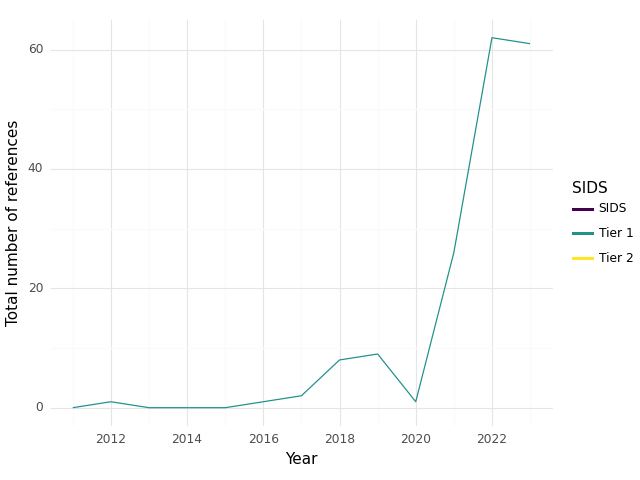 60
40
20
0
Total number of references
2012 2014 2016 2018 2020 2022
Year
SIDS
SIDS
Tier 1
Tier 2